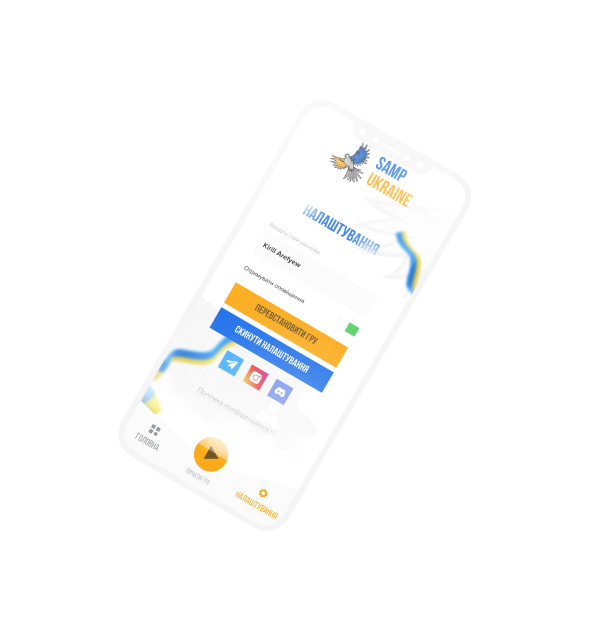 SAMP
UKRAINE
НАЛАШТУВАННЯ
Введіть свій нікнейм
Kirill Arefyew
Отримувати оповіщення
ПЕРЕВСТАНОВИТИ ГРУ
СКИНУТИ НАЛАШТУВАННЯ
Політика конфіденційності
ГОЛОВНА
ПОЧАТИ ГРУ
НАЛАШТУВАННЯ